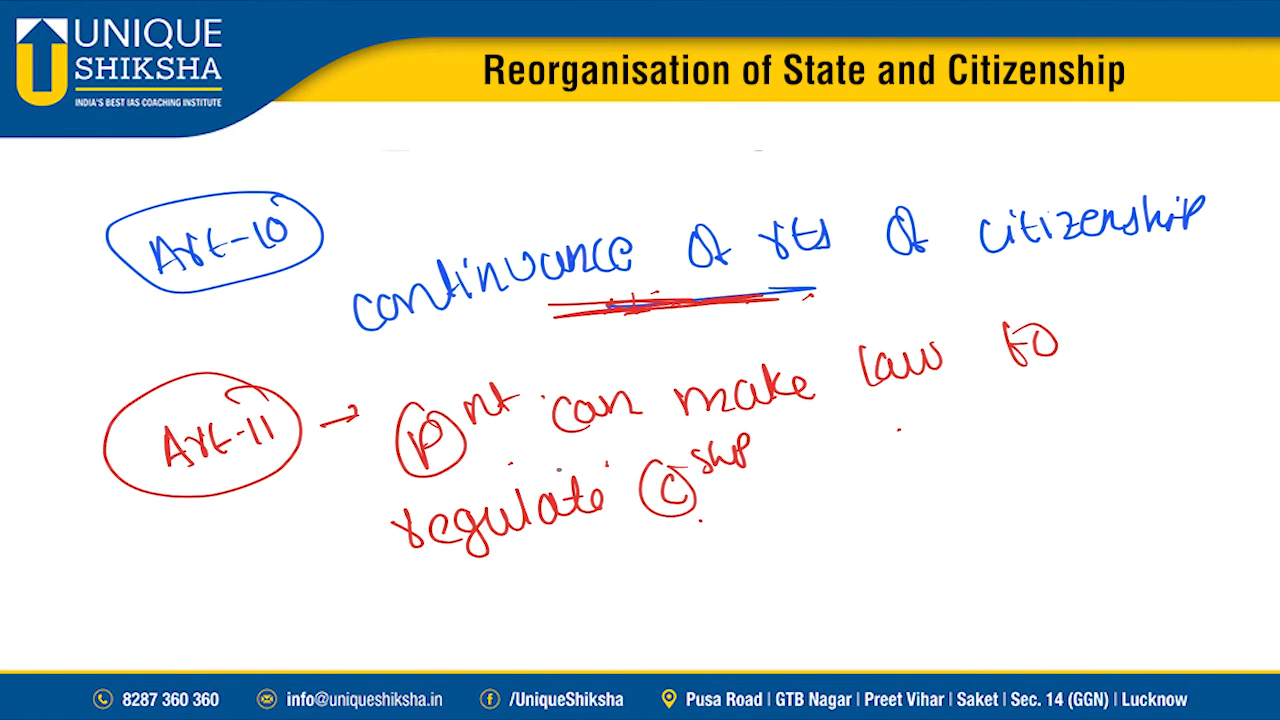 UNIQUE
SHIKSHA
INDIA'S BEST IAS COACHING INSTITUTE
Reorganisation of State and Citizenship
Art-10
continuance of rts of citizenship
Art-11 → Pmt can make law to
regulate Cshp
8287 360 360 info@uniqueshiksha.in /UniqueShiksha Pusa Road | GTB Nagar | Preet Vihar | Saket | Sec. 14 (GGN) | Lucknow